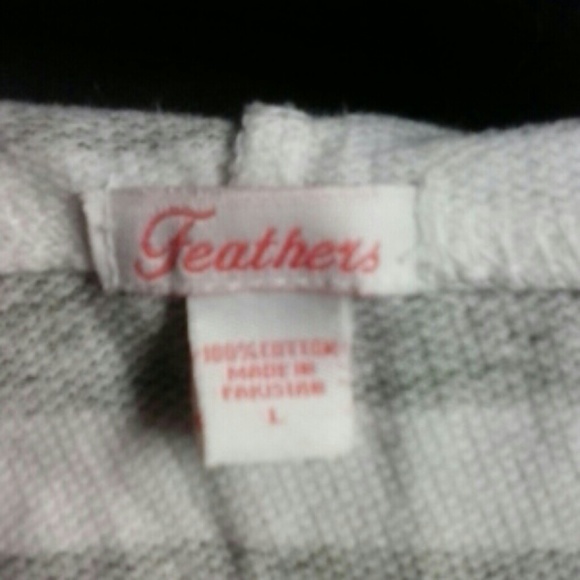 Feathers
100% COTTON
MADE IN
PAKISTAN
L